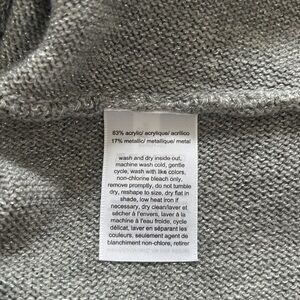 83% acrylic/ acrylique/ acrílico
17% metallic/ metallique/ metal
wash and dry inside out,
machine wash cold, gentle
cycle, wash with like colors,
non-chlorine bleach only,
remove promptly, do not tumble
dry, reshape to size, dry flat in
shade, low heat iron if
necessary, dry clean/laver et
sécher à l'envers, laver à la
machine à l'eau froide, cycle
délicat, laver en séparant les
couleurs, seulement agent de
blanchiment non-chlore, retirer